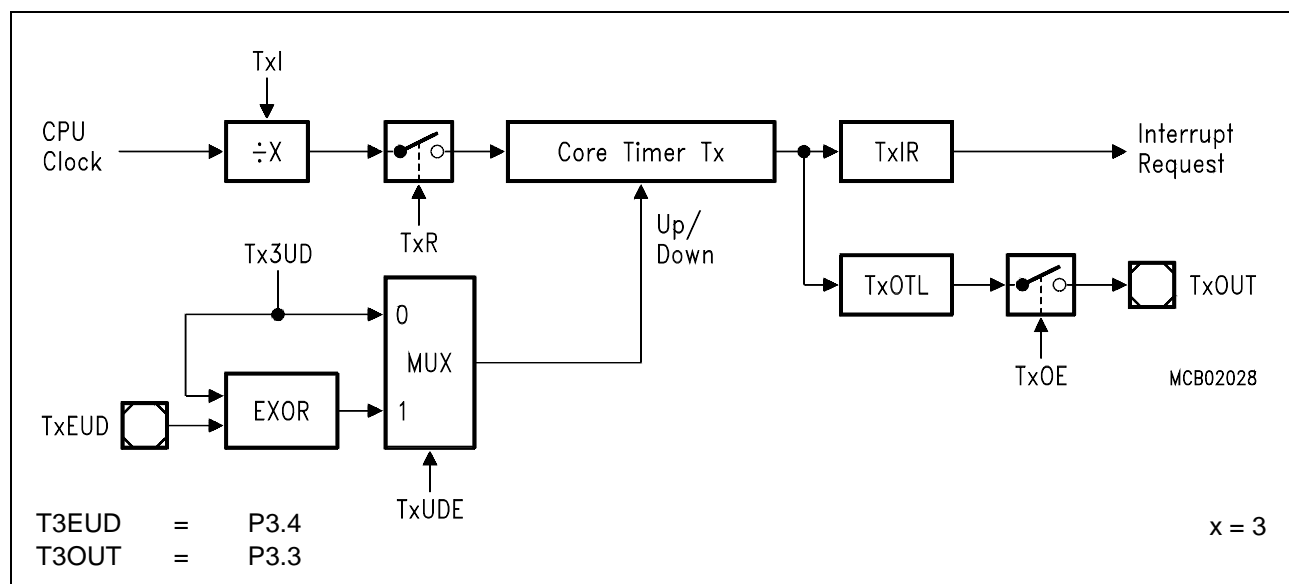 TxI
CPU
Clock
÷X
Core Timer Tx
TxIR
Interrupt
Request
TxR
Up/
Down
Tx3UD
TxOTL
TxOUT
0
MUX
TxOE
MCB02028
EXOR
1
TxEUD
TxUDE
T3EUD = P3.4
x = 3
T3OUT = P3.3